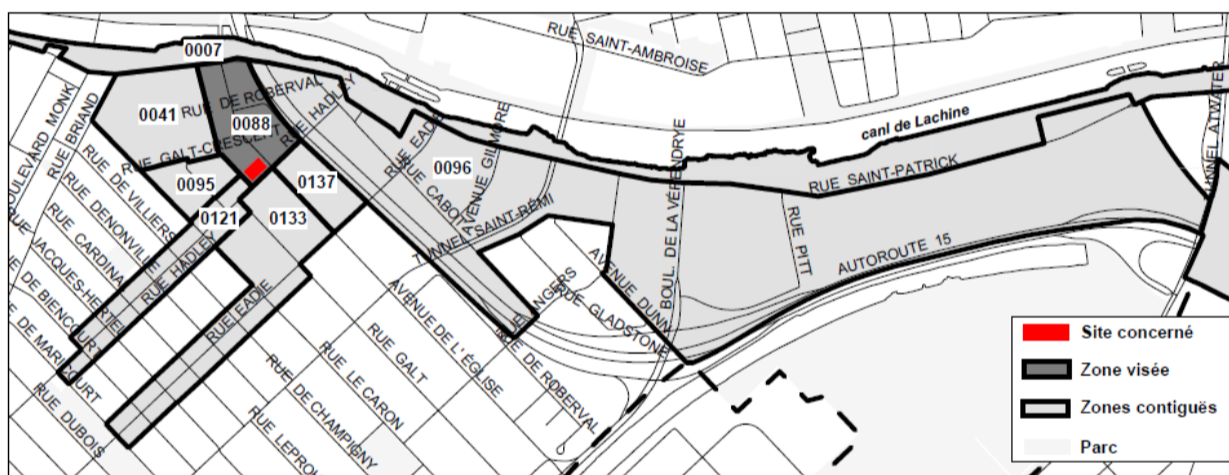 RUE SAINT-AMBROISE
0007
BOULEVARD MONK
RUE BRIAND
0041
RUE DE ROBERVAL
0088
RUE HADLEY
RUE GALT-CRESCENT
0095
0137
RUE EADIE
AVENUE GILMORE
0096
RUE CABOT
canl de Lachine
TUNNEL ATWATER
RUE SAINT-PATRICK
RUE DE VILLIERS
RUE DENONVILLE
RUE CARDINAL
RUE JACQUES-HERTEL
RUE DE BIENCOURT
RUE DE MARICOURT
RUE DUBOIS
0121
0133
RUE HADLEY
RUE EADIE
TUNNEL SAINT-RÉMI
BOUL. DE LA VÉRENDRYE
RUE PITT
AUTOROUTE 15
AVENUE DUNN
RUE ANGERS
RUE GLADSTONE
AVENUE DE L'ÉGLISE
RUE DE ROBERVAL
RUE GALT
RUE LE CARON
RUE DE CHAMPIGNY
RUE LEPRO
Site concerné
Zone visée
Zones contiguës
Parc